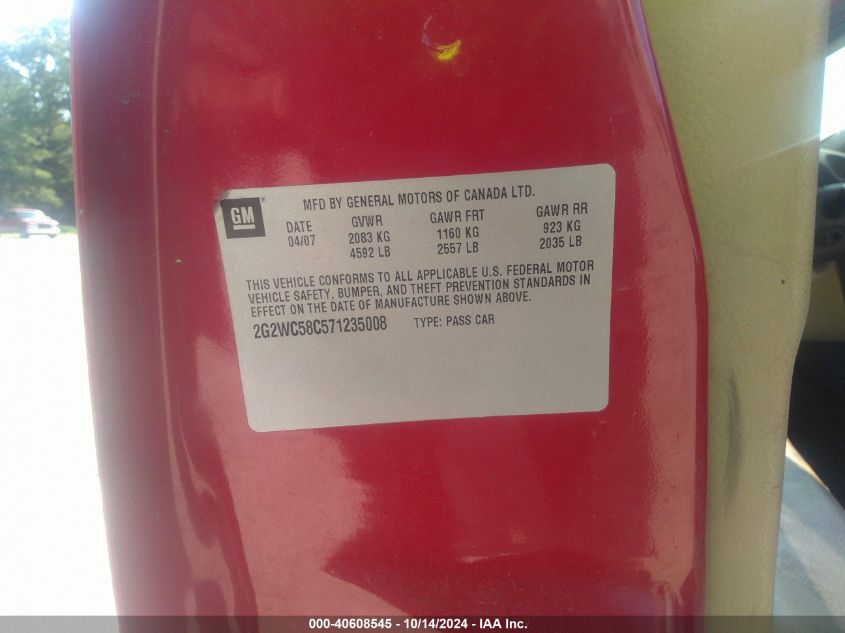 MFD BY GENERAL MOTORS OF CANADA LTD.
GM
DATE GVWR GAWR FRT GAWR RR
04/07 2083 KG 1160 KG 923 KG
4592 LB 2557 LB 2035 LB
THIS VEHICLE CONFORMS TO ALL APPLICABLE U.S. FEDERAL MOTOR
VEHICLE SAFETY, BUMPER, AND THEFT PREVENTION STANDARDS IN
EFFECT ON THE DATE OF MANUFACTURE SHOWN ABOVE.
2G2WC58C571235008 TYPE: PASS CAR
000-40608545 - 10/14/2024 - IAA Inc.